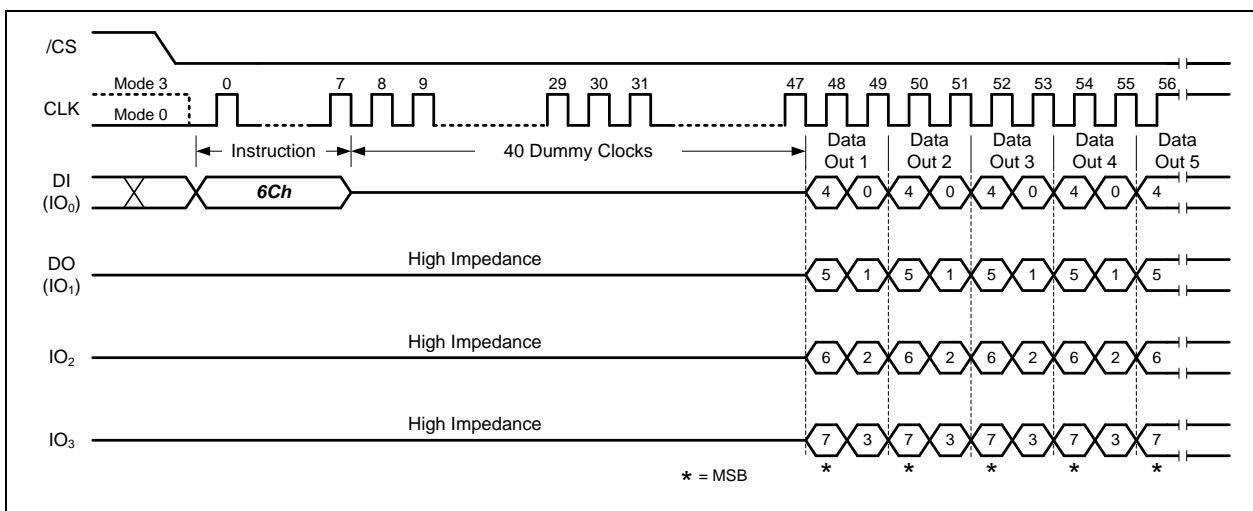 /CS
Mode 3
0 7 8 9 29 30 31 47 48 49 50 51 52 53 54 55 56
CLK
Mode 0
Instruction 40 Dummy Clocks
Data Out 1
Data Out 2
Data Out 3
Data Out 4
Data Out 5
DI
(IO₀)
6Ch
4 0 4 0 4 0 4 0 4
High Impedance
DO
(IO₁)
5 1 5 1 5 1 5 1 5
High Impedance
IO₂
6 2 6 2 6 2 6 2 6
High Impedance
IO₃
7 3 7 3 7 3 7 3 7
* * * * *
* = MSB